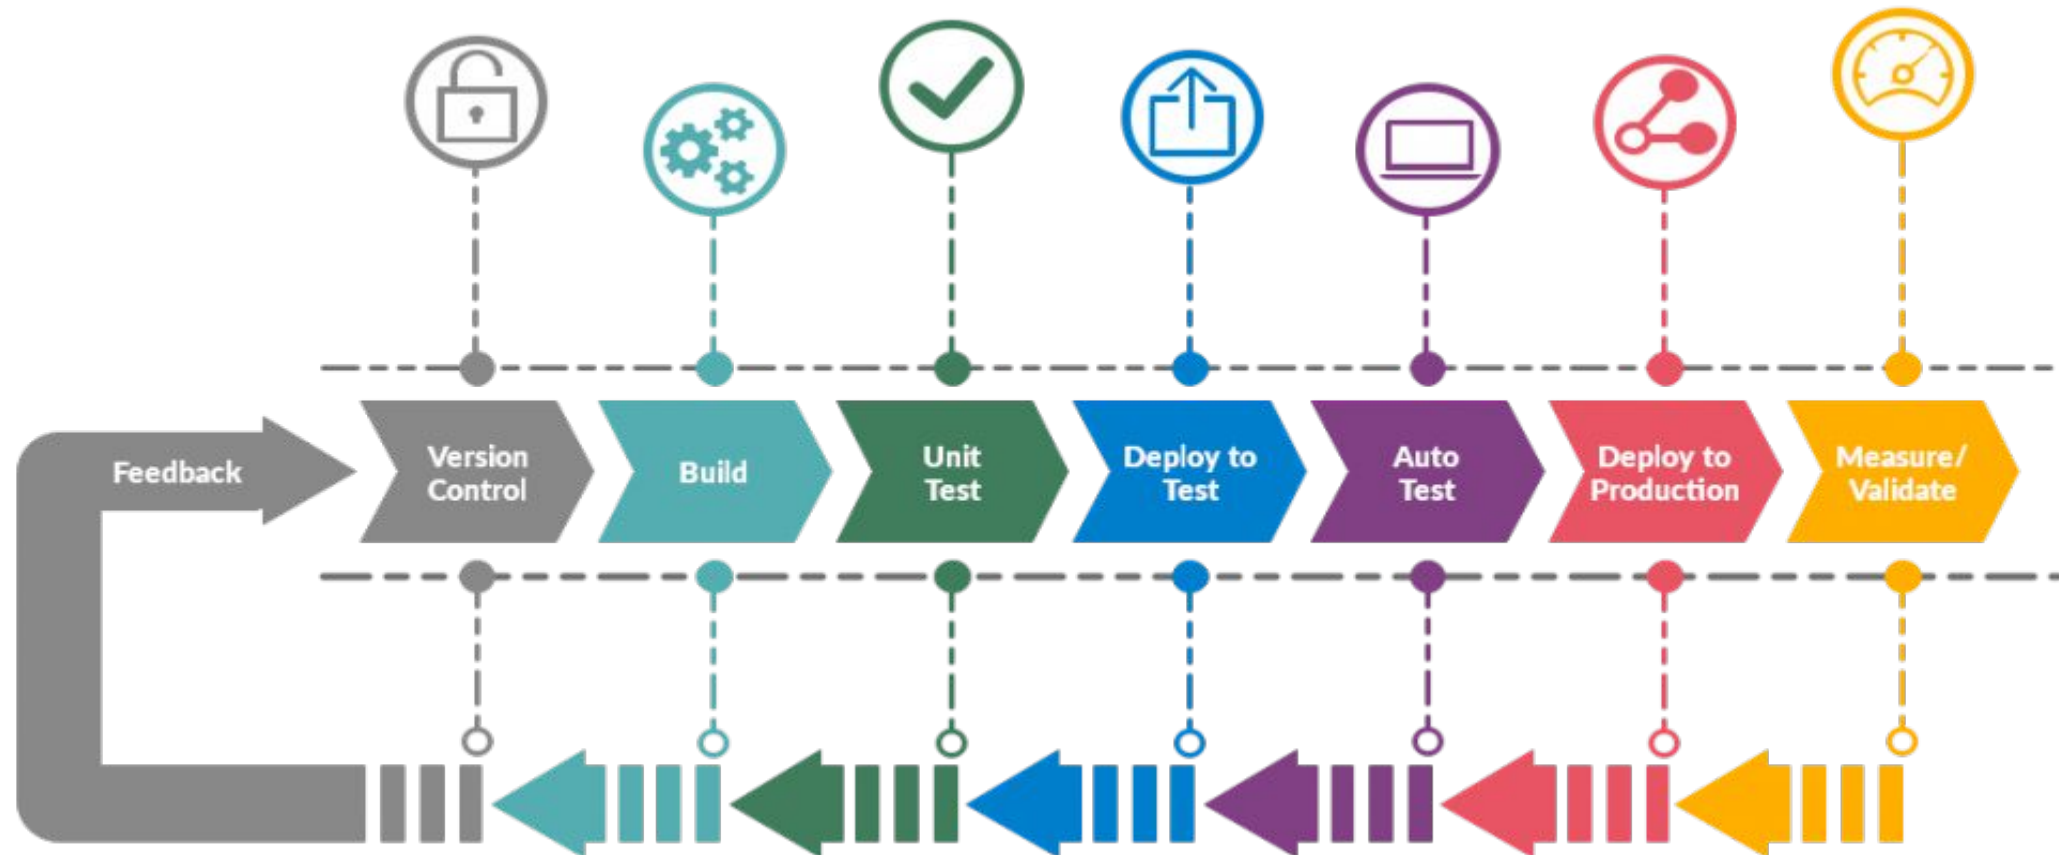 Feedback
Version
Control
Build
Unit
Test
Deploy to
Test
Auto
Test
Deploy to
Production
Measure/
Validate